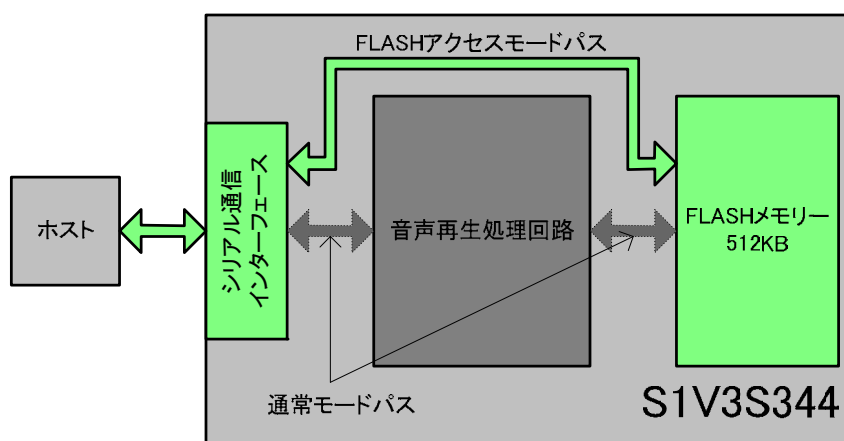 FLASHアクセスモードパス
ホスト
シリアル通信
インターフェース
音声再生処理回路
FLASHメモリー
512KB
通常モードパス
S1V3S344